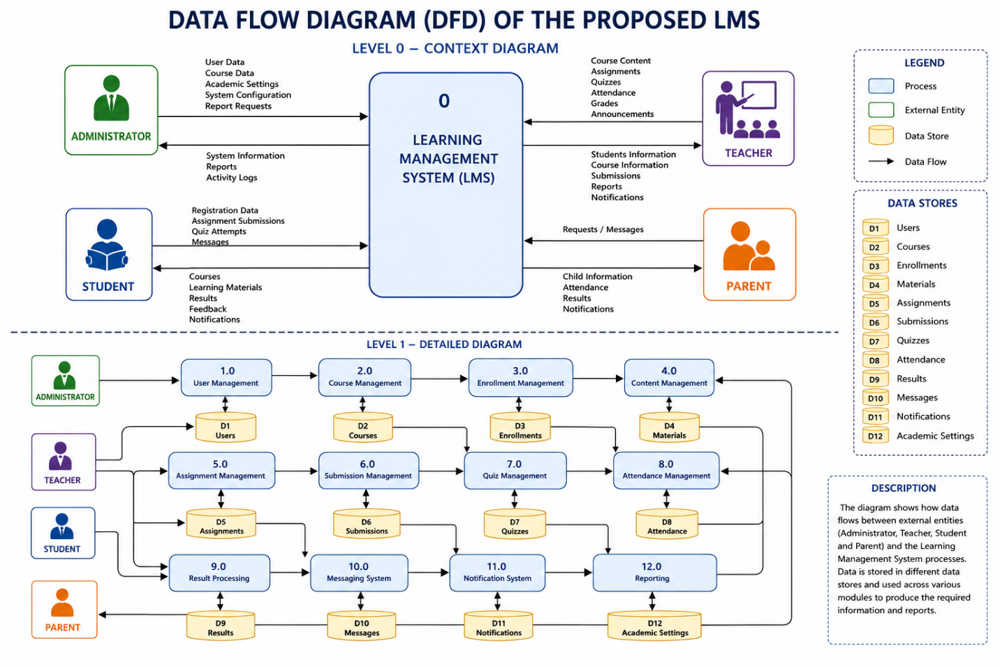 DATA FLOW DIAGRAM (DFD) OF THE PROPOSED LMS
LEVEL 0 – CONTEXT DIAGRAM
ADMINISTRATOR
User Data
Course Data
Academic Settings
System Configuration
Report Requests
System Information
Reports
Activity Logs
STUDENT
Registration Data
Assignment Submissions
Quiz Attempts
Messages
Courses
Learning Materials
Results
Feedback
Notifications
0
LEARNING
MANAGEMENT
SYSTEM (LMS)
Course Content
Assignments
Quizzes
Attendance
Grades
Announcements
TEACHER
Students Information
Course Information
Submissions
Reports
Notifications
Requests / Messages
PARENT
Child Information
Attendance
Results
Notifications
LEGEND
Process
External Entity
Data Store
Data Flow
DATA STORES
D1 Users
D2 Courses
D3 Enrollments
D4 Materials
D5 Assignments
D6 Submissions
D7 Quizzes
D8 Attendance
D9 Results
D10 Messages
D11 Notifications
D12 Academic Settings
LEVEL 1 – DETAILED DIAGRAM
ADMINISTRATOR
TEACHER
STUDENT
PARENT
1.0
User Management
2.0
Course Management
3.0
Enrollment Management
4.0
Content Management
D1
Users
D2
Courses
D3
Enrollments
D4
Materials
5.0
Assignment Management
6.0
Submission Management
7.0
Quiz Management
8.0
Attendance Management
D5
Assignments
D6
Submissions
D7
Quizzes
D8
Attendance
9.0
Result Processing
10.0
Messaging System
11.0
Notification System
12.0
Reporting
D9
Results
D10
Messages
D11
Notifications
D12
Academic Settings
DESCRIPTION
The diagram shows how data
flows between external entities
(Administrator, Teacher, Student
and Parent) and the Learning
Management System processes.
Data is stored in different data
stores and used across various
modules to produce the required
information and reports.